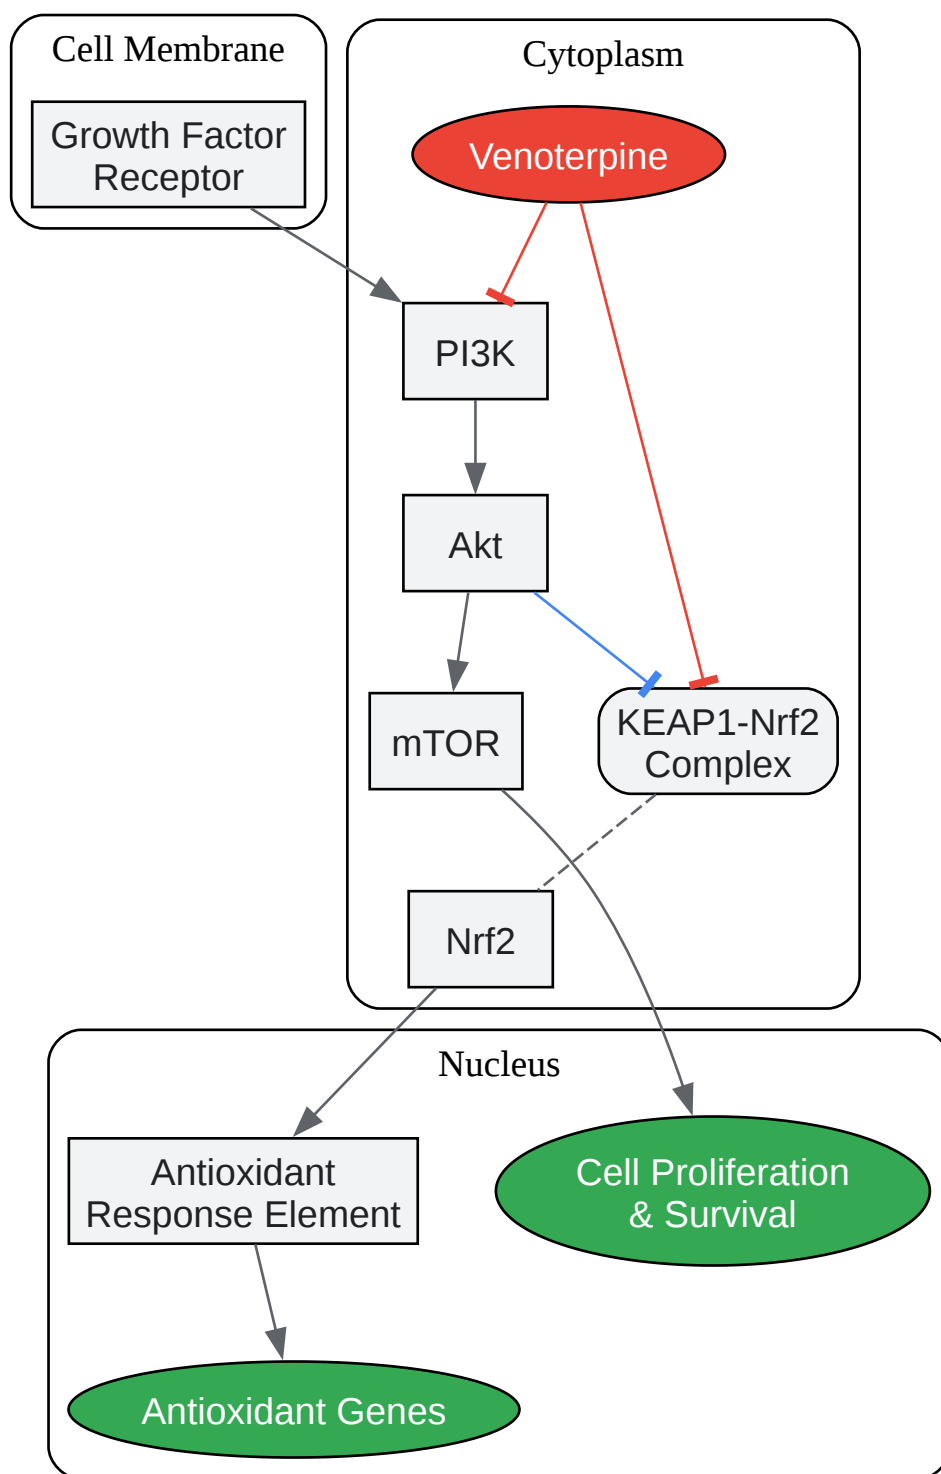 Cell Membrane
Growth Factor
Receptor
Cytoplasm
Venoterpine
PI3K
Akt
mTOR
KEAP1-Nrf2
Complex
Nrf2
Nucleus
Antioxidant
Response Element
Cell Proliferation
& Survival
Antioxidant Genes